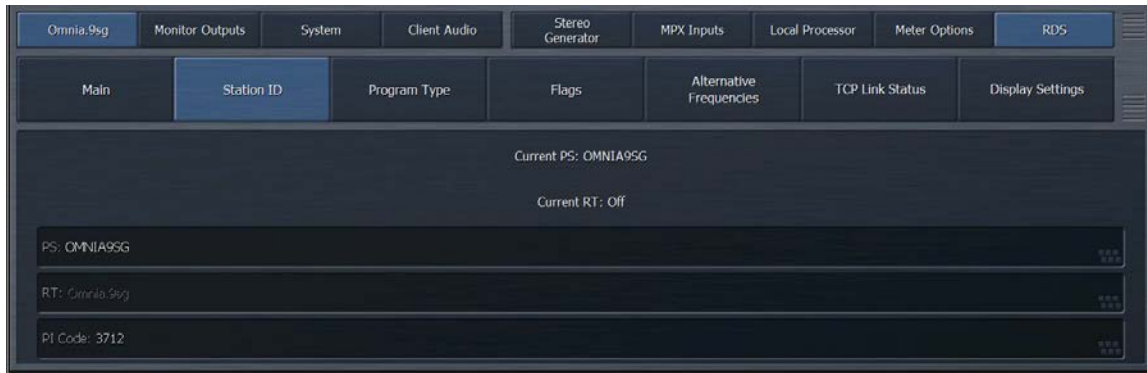 Omnia.9sg Monitor Outputs System Client Audio Stereo Generator MPX Inputs Local Processor Meter Options RDS
Main Station ID Program Type Flags Alternative Frequencies TCP Link Status Display Settings
Current PS: OMNIA9SG
Current RT: Off
PS: OMNIA9SG
RT: Omnia.9sg
PI Code: 3712